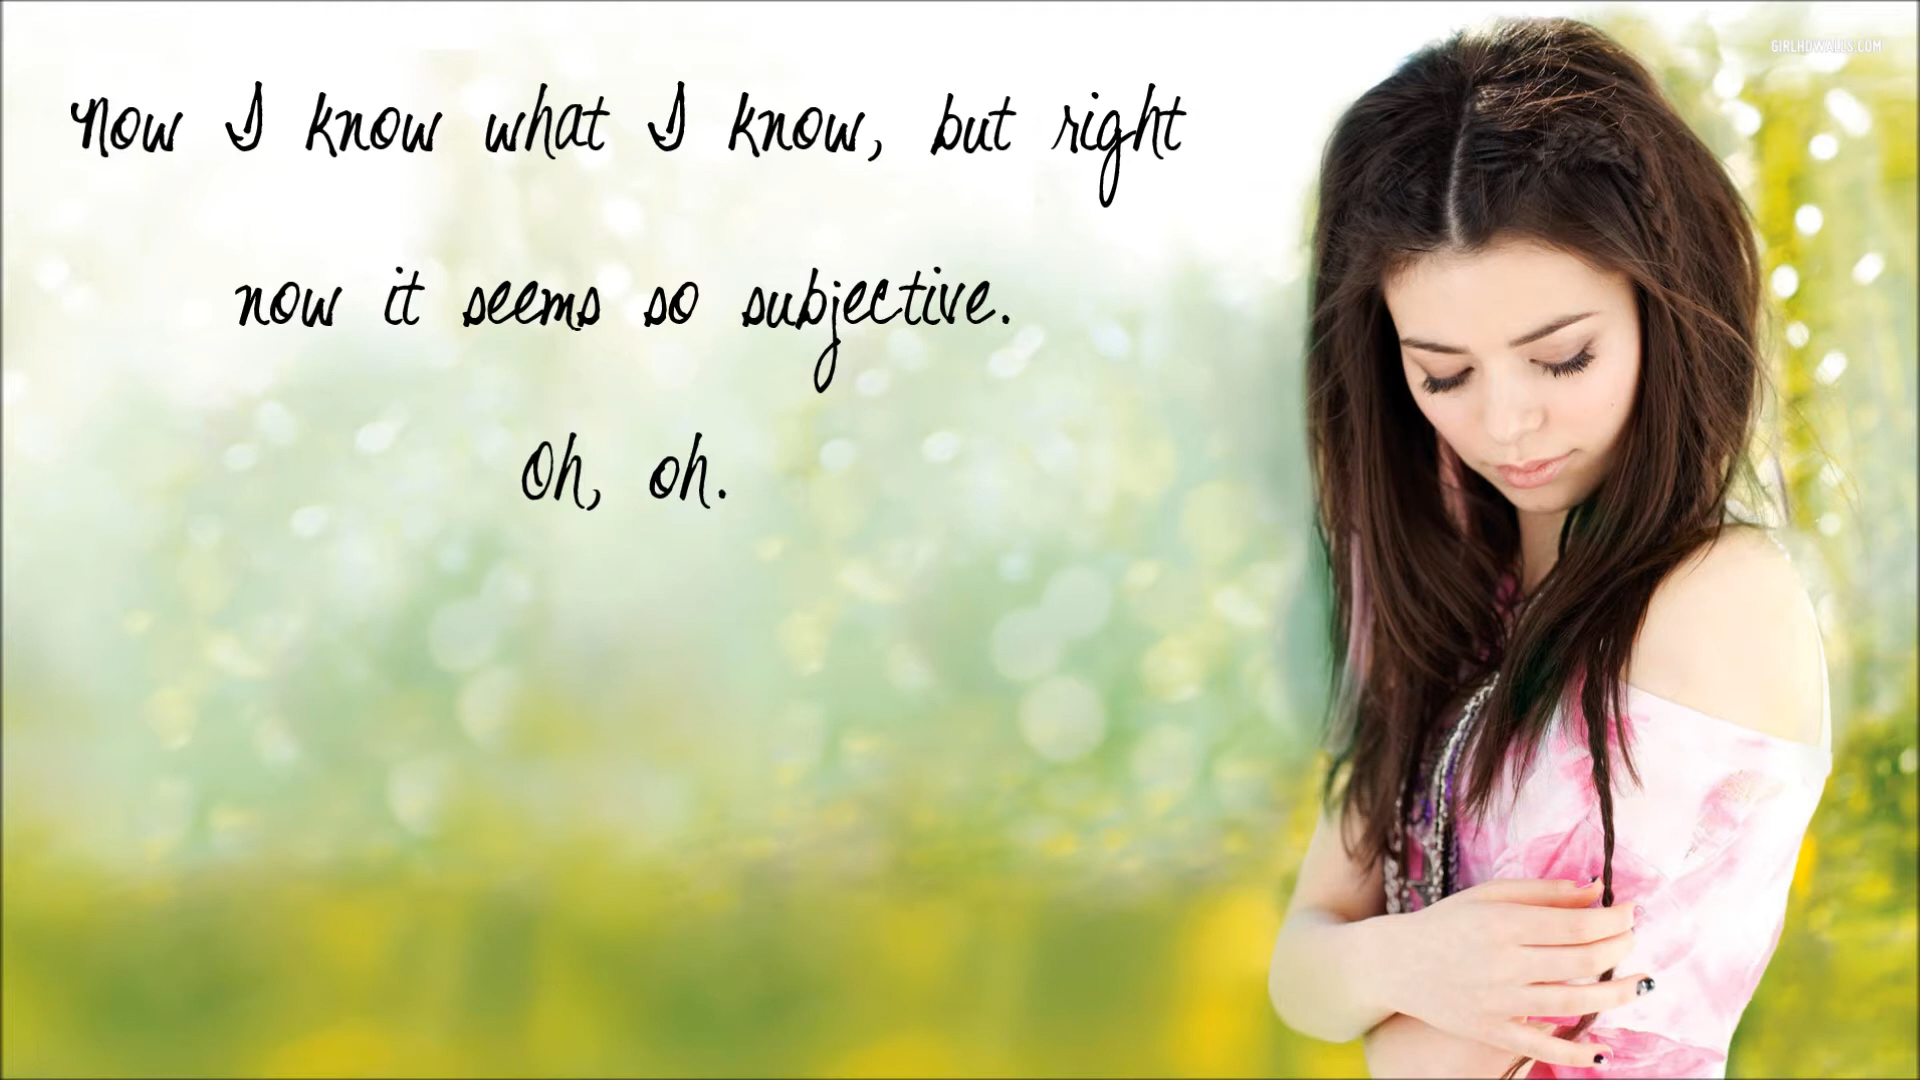 GIRLHDWALLS.COM
Now I know what I know, but right
now it seems so subjective.
Oh, oh.